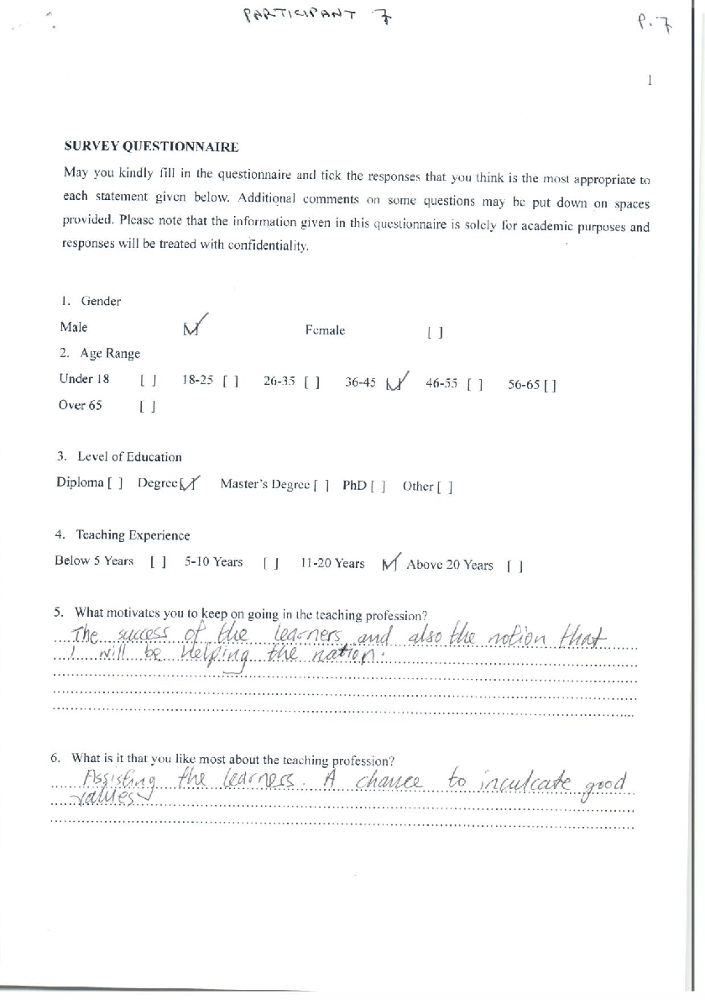 PARTICIPANT 7
P.7
1
SURVEY QUESTIONNAIRE
May you kindly fill in the questionnaire and tick the responses that you think is the most appropriate to
each statement given below. Additional comments on some questions may be put down on spaces
provided. Please note that the information given in this questionnaire is solely for academic purposes and
responses will be treated with confidentiality.
1. Gender
Male [✓] Female [ ]
2. Age Range
Under 18 [ ] 18-25 [ ] 26-35 [ ] 36-45 [✓] 46-55 [ ] 56-65 [ ]
Over 65 [ ]
3. Level of Education
Diploma [ ] Degree [✓] Master's Degree [ ] PhD [ ] Other [ ]
4. Teaching Experience
Below 5 Years [ ] 5-10 Years [ ] 11-20 Years [✓] Above 20 Years [ ]
5. What motivates you to keep on going in the teaching profession?
The success of the learners and also the notion that
I will be helping the nation.
6. What is it that you like most about the teaching profession?
Assisting the learners. A chance to inculcate good
values